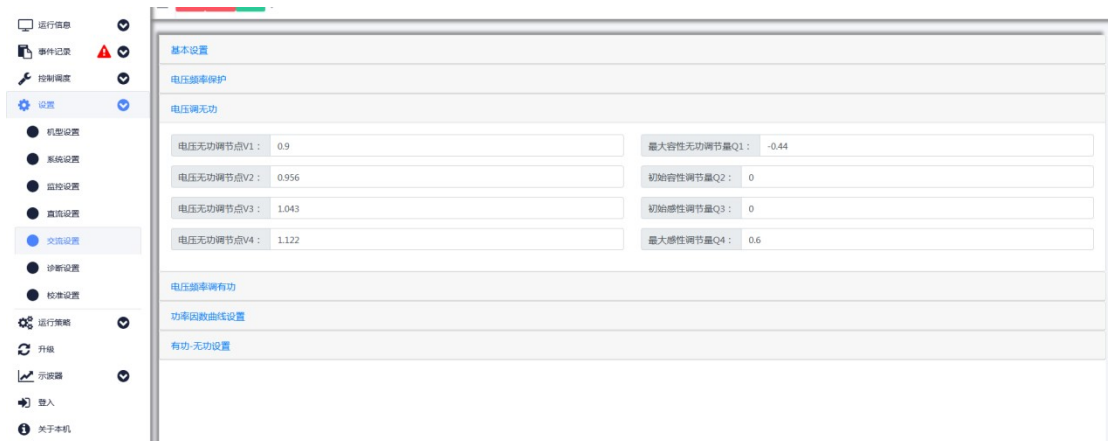 运行信息
事件记录
控制调度
设置
机型设置
系统设置
监控设置
直流设置
交流设置
诊断设置
校准设置
运行策略
升级
示波器
登入
关于本机
基本设置
电压频率保护
电压调无功
电压无功调节点V1： 0.9 最大容性无功调节量Q1： -0.44
电压无功调节点V2： 0.956 初始容性调节量Q2： 0
电压无功调节点V3： 1.043 初始感性调节量Q3： 0
电压无功调节点V4： 1.122 最大感性调节量Q4： 0.6
电压频率调有功
功率因数曲线设置
有功-无功设置